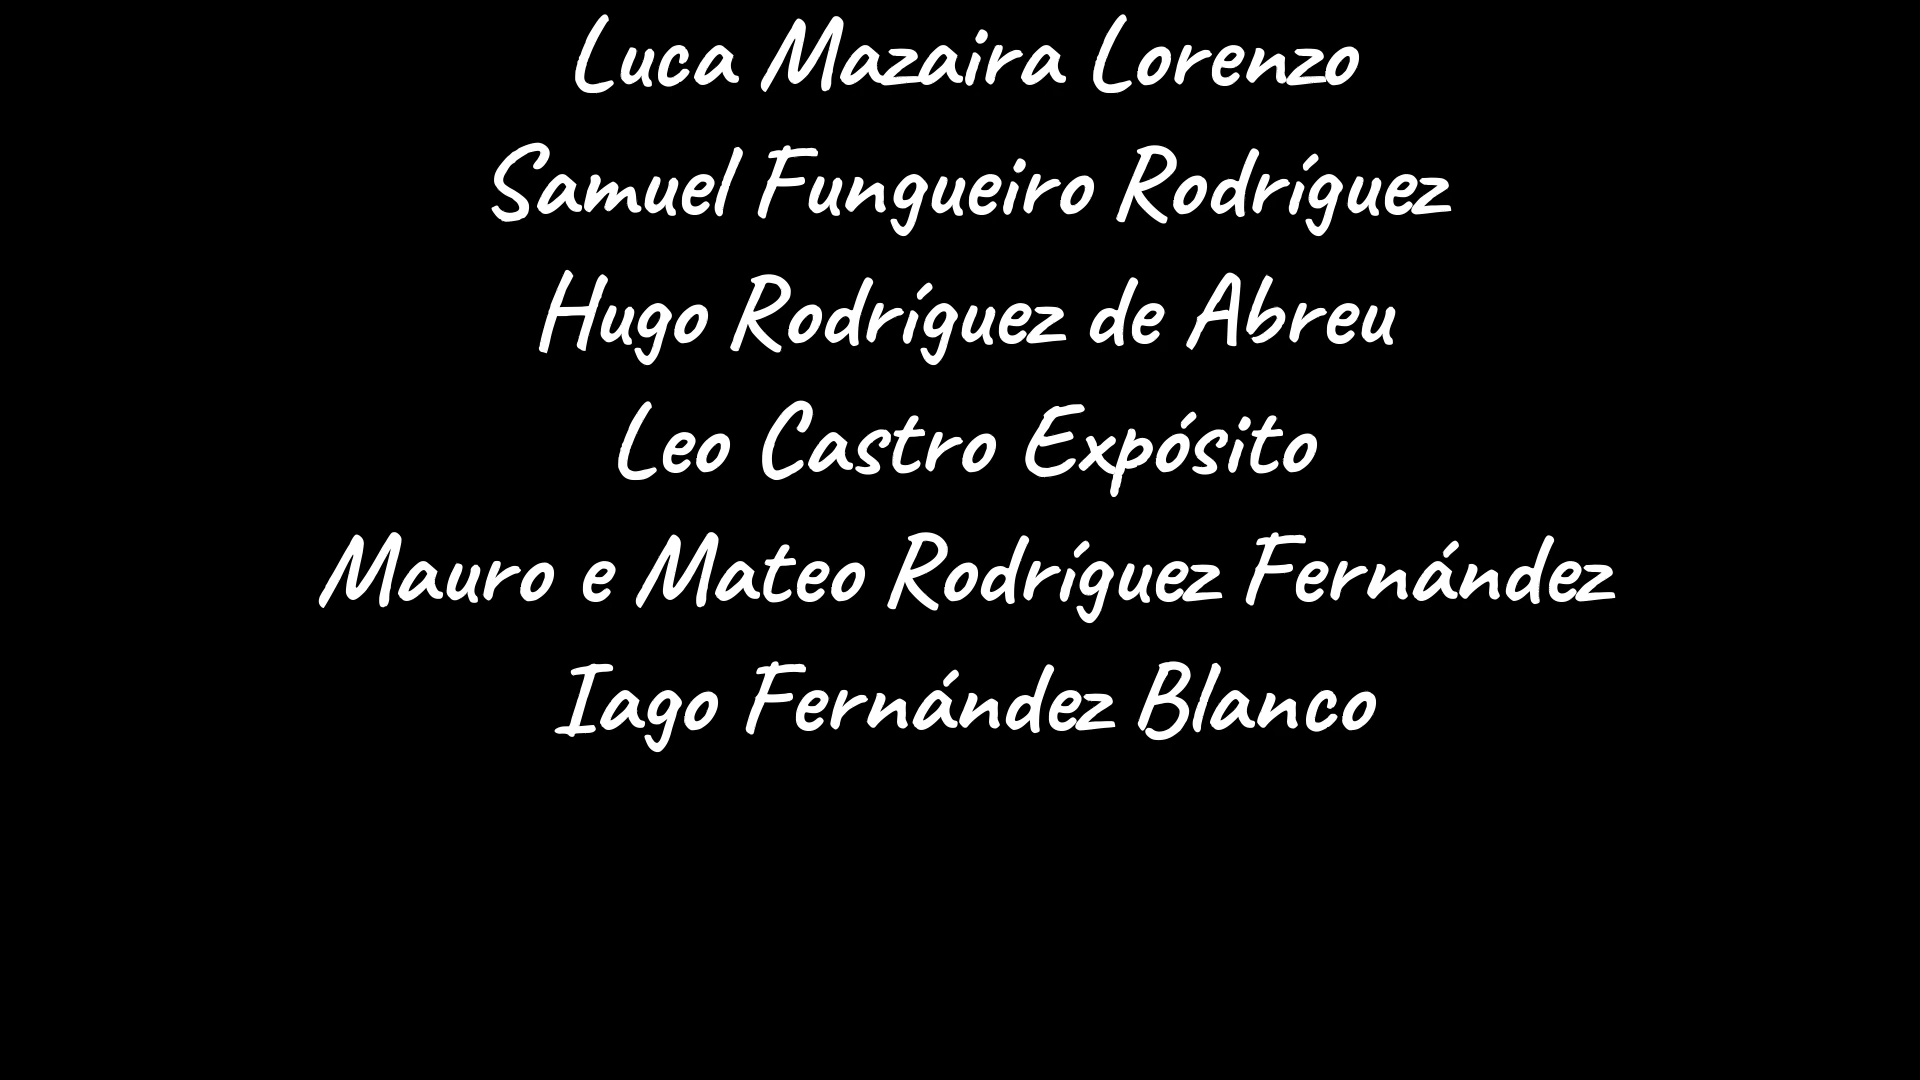 Luca Mazaira Lorenzo
Samuel Fungueiro Rodríguez
Hugo Rodríguez de Abreu
Leo Castro Expósito
Mauro e Mateo Rodríguez Fernández
Iago Fernández Blanco